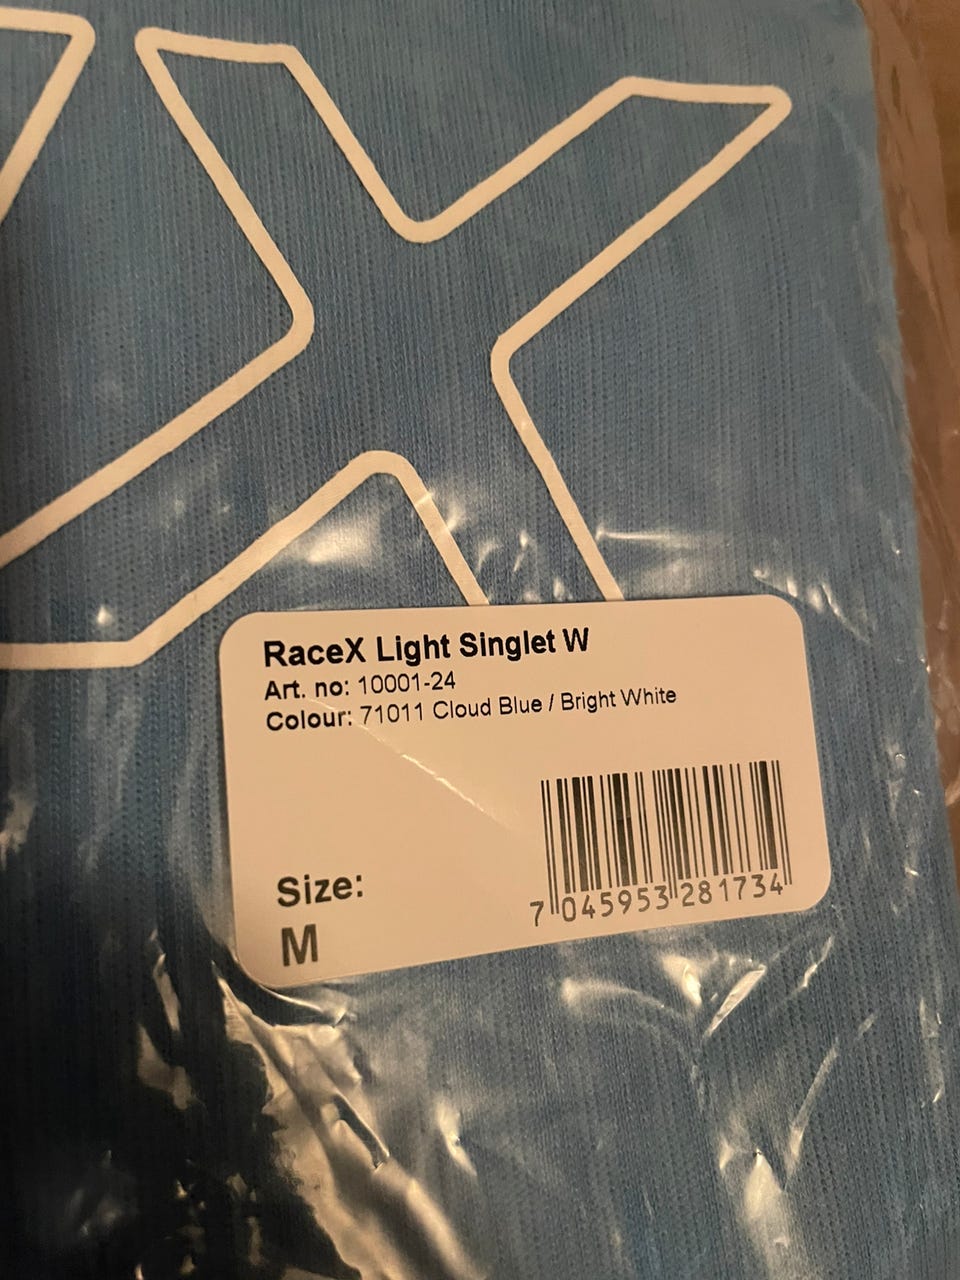 X
RaceX Light Singlet W
Art. no: 10001-24
Colour: 71011 Cloud Blue / Bright White
Size:
M
7 045953 281734